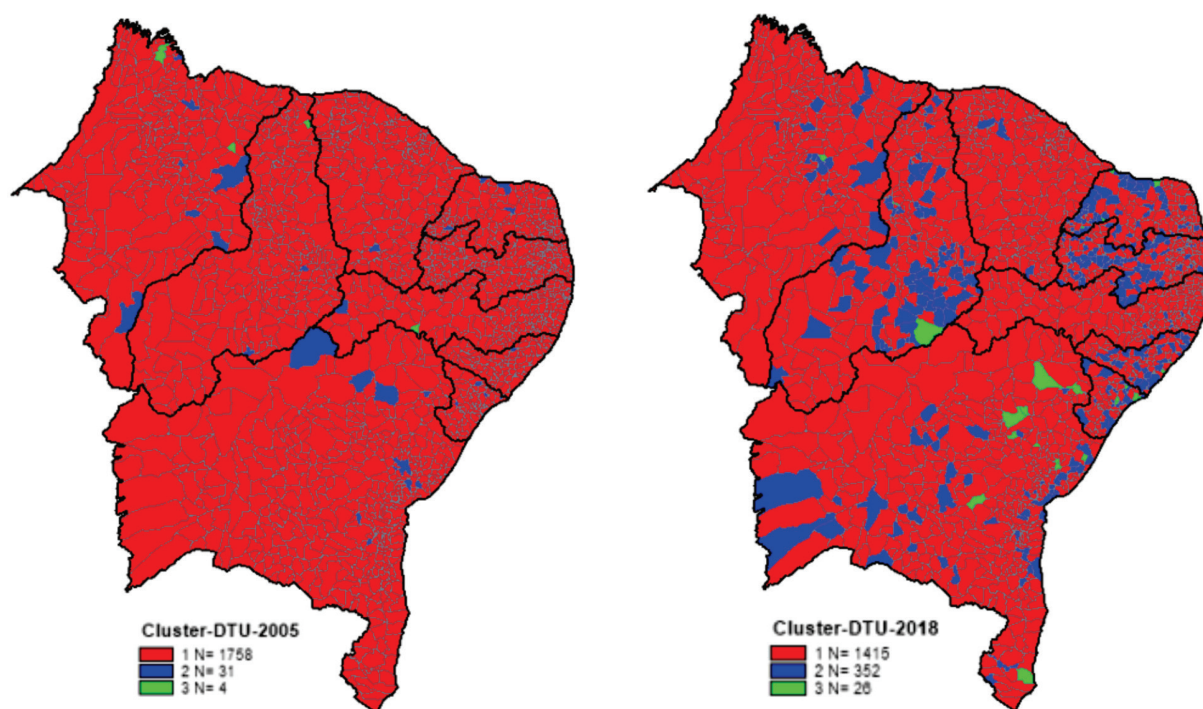 Cluster-DTU-2005
1 N= 1758
2 N= 31
3 N= 4
Cluster-DTU-2018
1 N= 1415
2 N= 352
3 N= 26